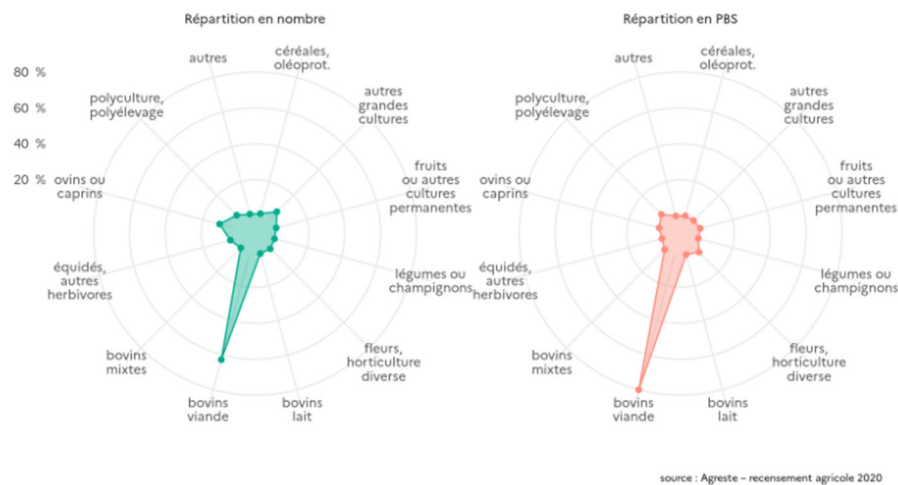 Répartition en nombre
Répartition en PBS
80 %
60 %
40 %
20 %
autres
céréales,
oléoprot.
autres
grandes
cultures
fruits
ou autres
cultures
permanentes
légumes ou
champignons
fleurs,
horticulture
diverse
bovins
lait
bovins
viande
bovins
mixtes
équidés,
autres
herbivores
ovins ou
caprins
polyculture,
polyélevage
autres
céréales,
oléoprot.
autres
grandes
cultures
fruits
ou autres
cultures
permanentes
légumes ou
champignons
fleurs,
horticulture
diverse
bovins
lait
bovins
viande
bovins
mixtes
équidés,
autres
herbivores
ovins ou
caprins
polyculture,
polyélevage
source : Agreste – recensement agricole 2020